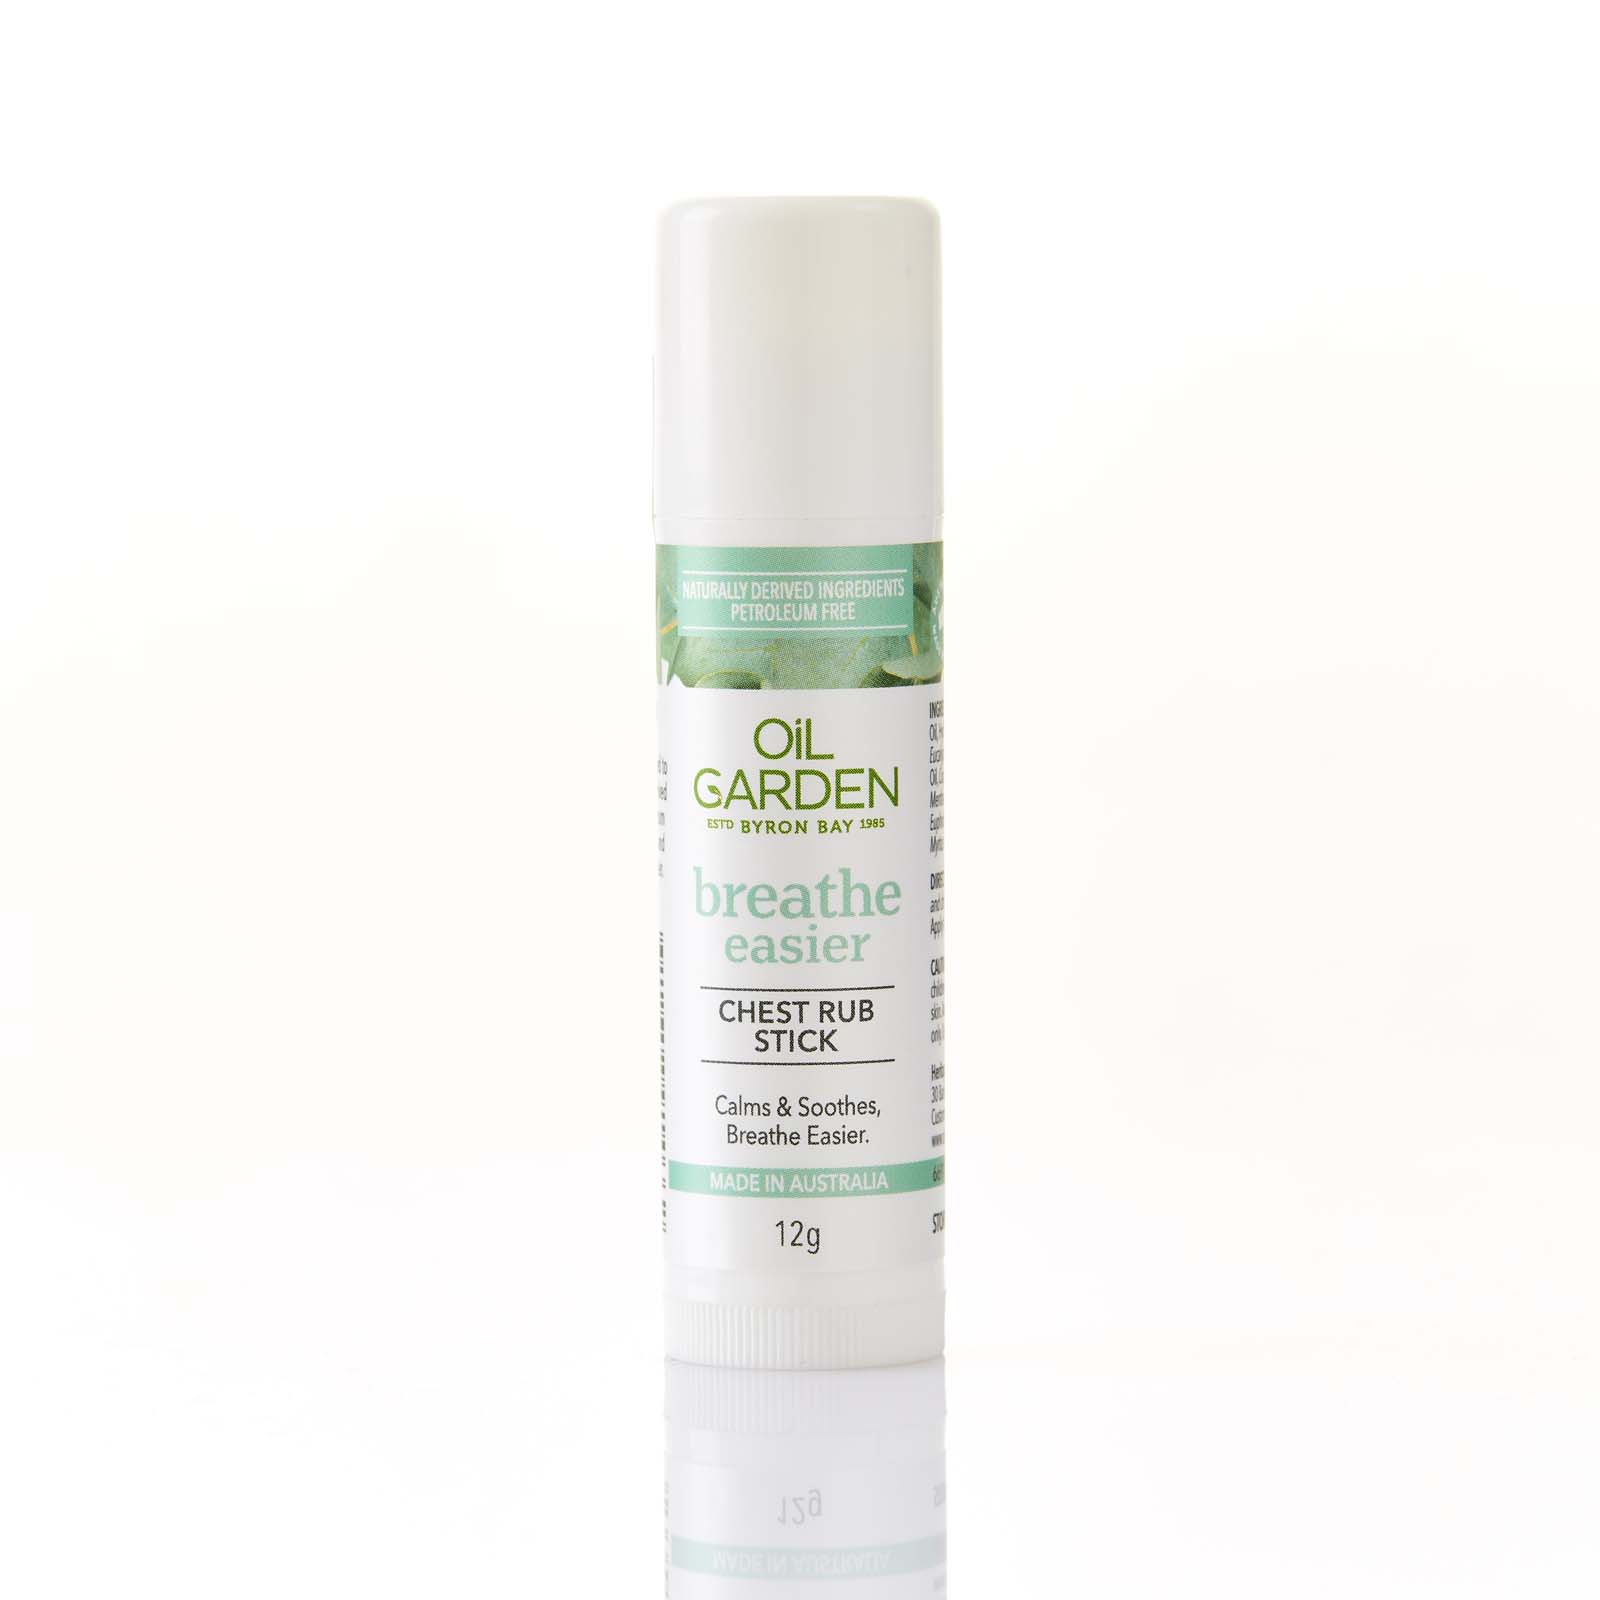 NATURALLY DERIVED INGREDIENTS
PETROLEUM FREE
OiL
GARDEN
ESTD BYRON BAY 1985
breathe
easier
CHEST RUB
STICK
Calms & Soothes,
Breathe Easier.
MADE IN AUSTRALIA
12g